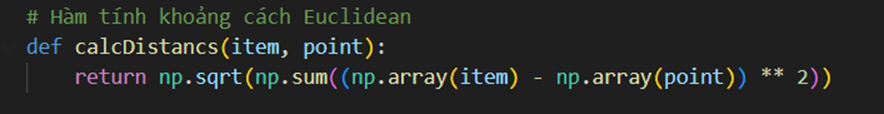 # Hàm tính khoảng cách Euclidean
def calcDistancs(item, point):
    return np.sqrt(np.sum((np.array(item) - np.array(point)) ** 2))